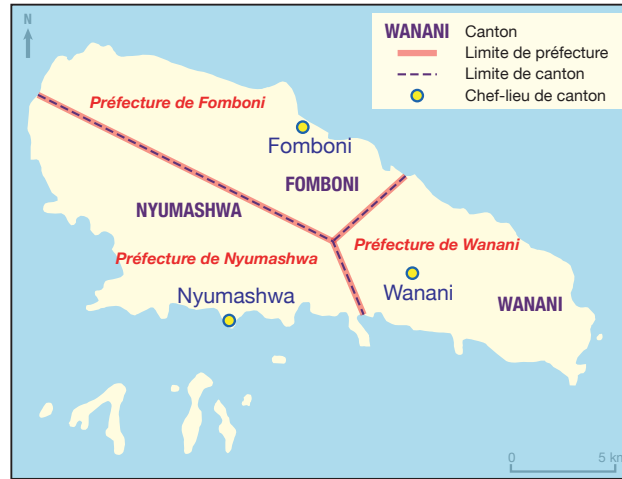 N
WANANI Canton
Limite de préfecture
Limite de canton
Chef-lieu de canton
Préfecture de Fomboni
Fomboni
FOMBONI
NYUMASHWA
Préfecture de Wanani
Préfecture de Nyumashwa
Wanani
Nyumashwa
WANANI
0 5 km